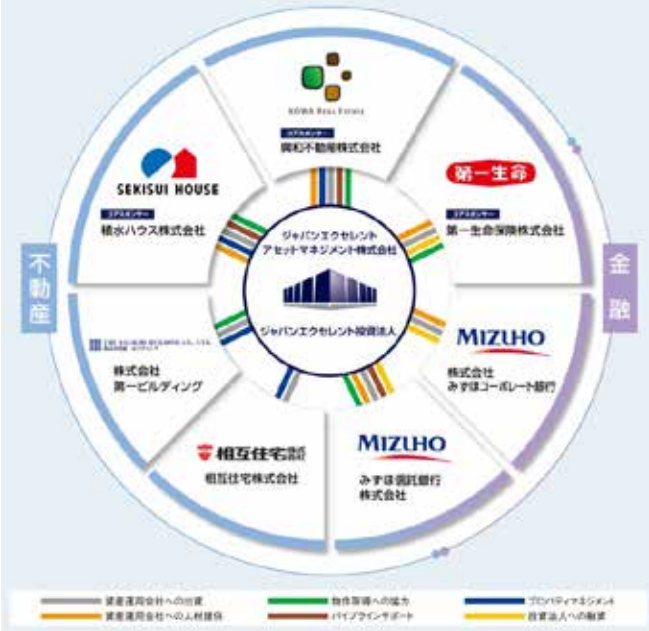 KOWA Real Estate
コアスポンサー
興和不動産株式会社
SEKISUI HOUSE
コアスポンサー
積水ハウス株式会社
第一生命
コアスポンサー
第一生命保険株式会社
ジャパンエクセレント
アセットマネジメント株式会社
ジャパンエクセレント投資法人
不動産
金融
株式会社
第一ビルディング
MIZUHO
株式会社
みずほコーポレート銀行
相互住宅
相互住宅株式会社
MIZUHO
みずほ信託銀行
株式会社
資産運用会社への出資
物件取得への協力
プロパティマネジメント
資産運用会社への人材提供
パイプラインサポート
投資法人への融資